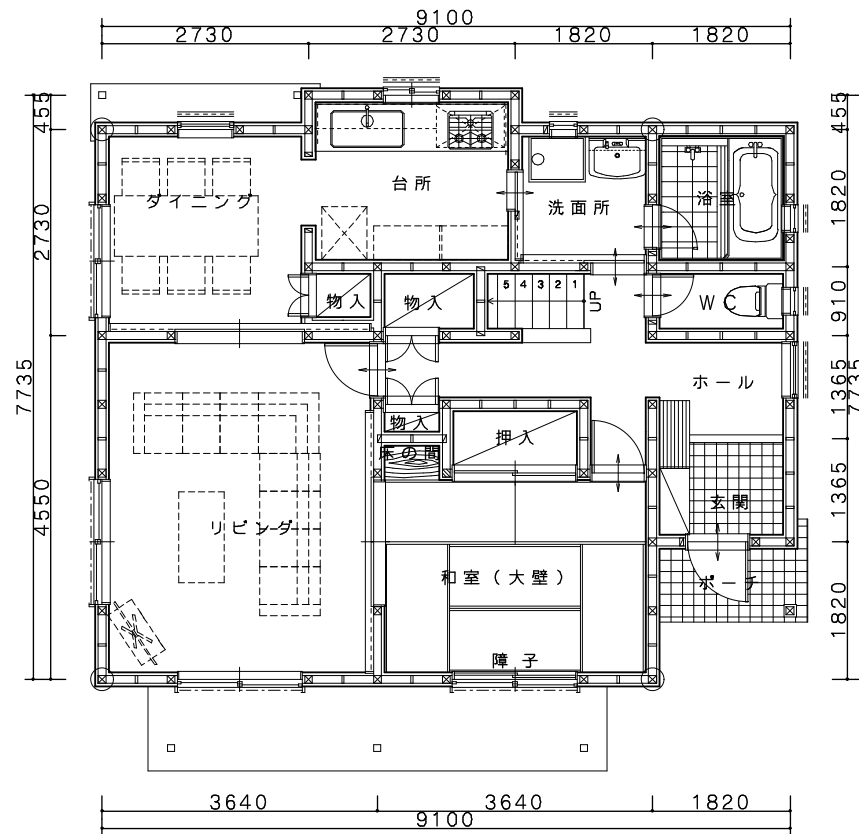 9100
2730 2730 1820 1820
455
2730
4550
7735
455
1820
910
1365
1365
1820
7735
ダイニング
台所
洗面所
浴室
物入
物入
5 4 3 2 1
UP
WC
ホール
物入
押入
床の間
リビング
玄関
和室（大壁）
ポーチ
障子
3640 3640 1820
9100